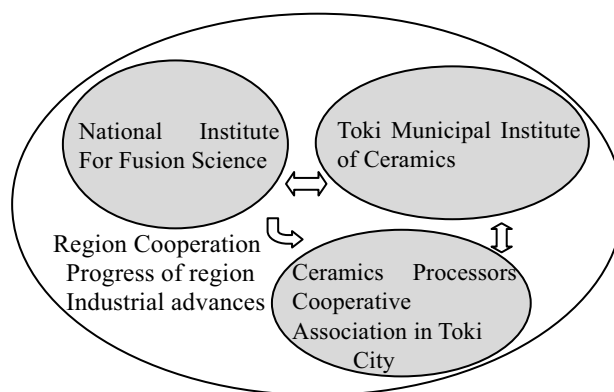 National Institute
For Fusion Science
Toki Municipal Institute
of Ceramics
Region Cooperation
Progress of region
Industrial advances
Ceramics Processors
Cooperative
Association in Toki
City